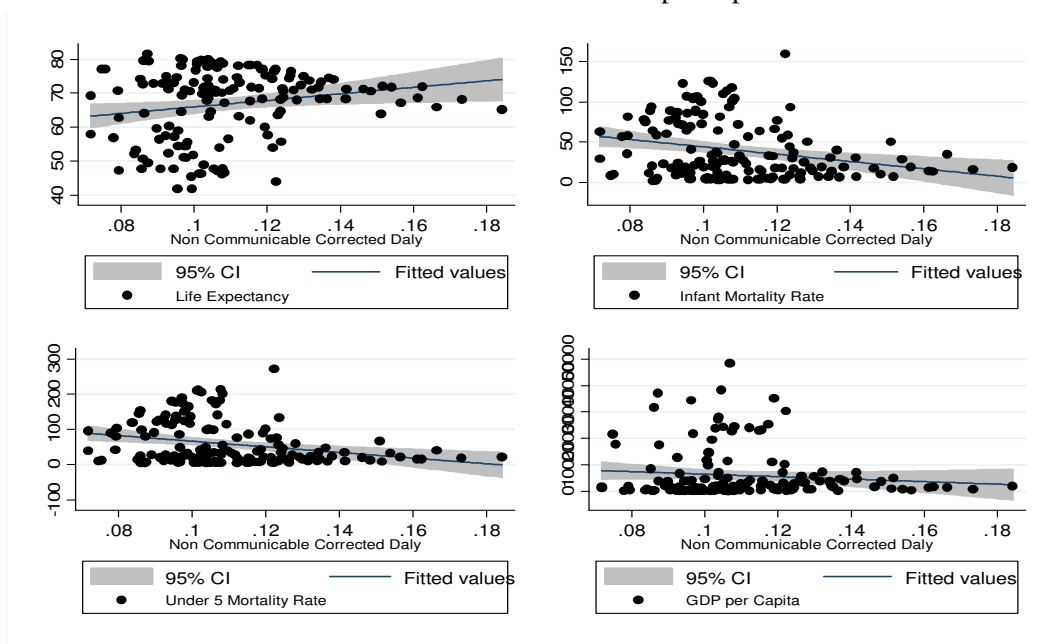 80
70
60
50
40
.08 .1 .12 .14 .16 .18
Non Communicable Corrected Daly
95% CI Fitted values
Life Expectancy
150
100
50
0
.08 .1 .12 .14 .16 .18
Non Communicable Corrected Daly
95% CI Fitted values
Infant Mortality Rate
300
200
100
0
-100
.08 .1 .12 .14 .16 .18
Non Communicable Corrected Daly
95% CI Fitted values
Under 5 Mortality Rate
.08 .1 .12 .14 .16 .18
Non Communicable Corrected Daly
95% CI Fitted values
GDP per Capita